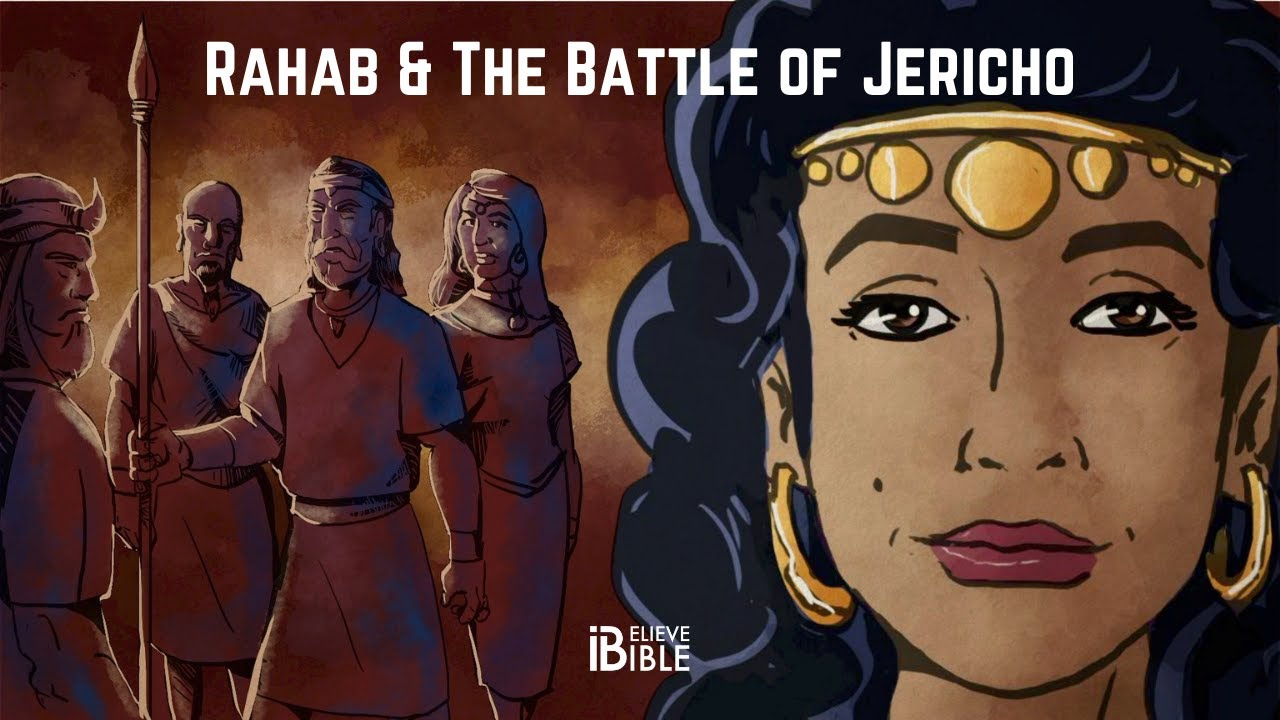 Rahab & The Battle of Jericho
iBelieve
Bible